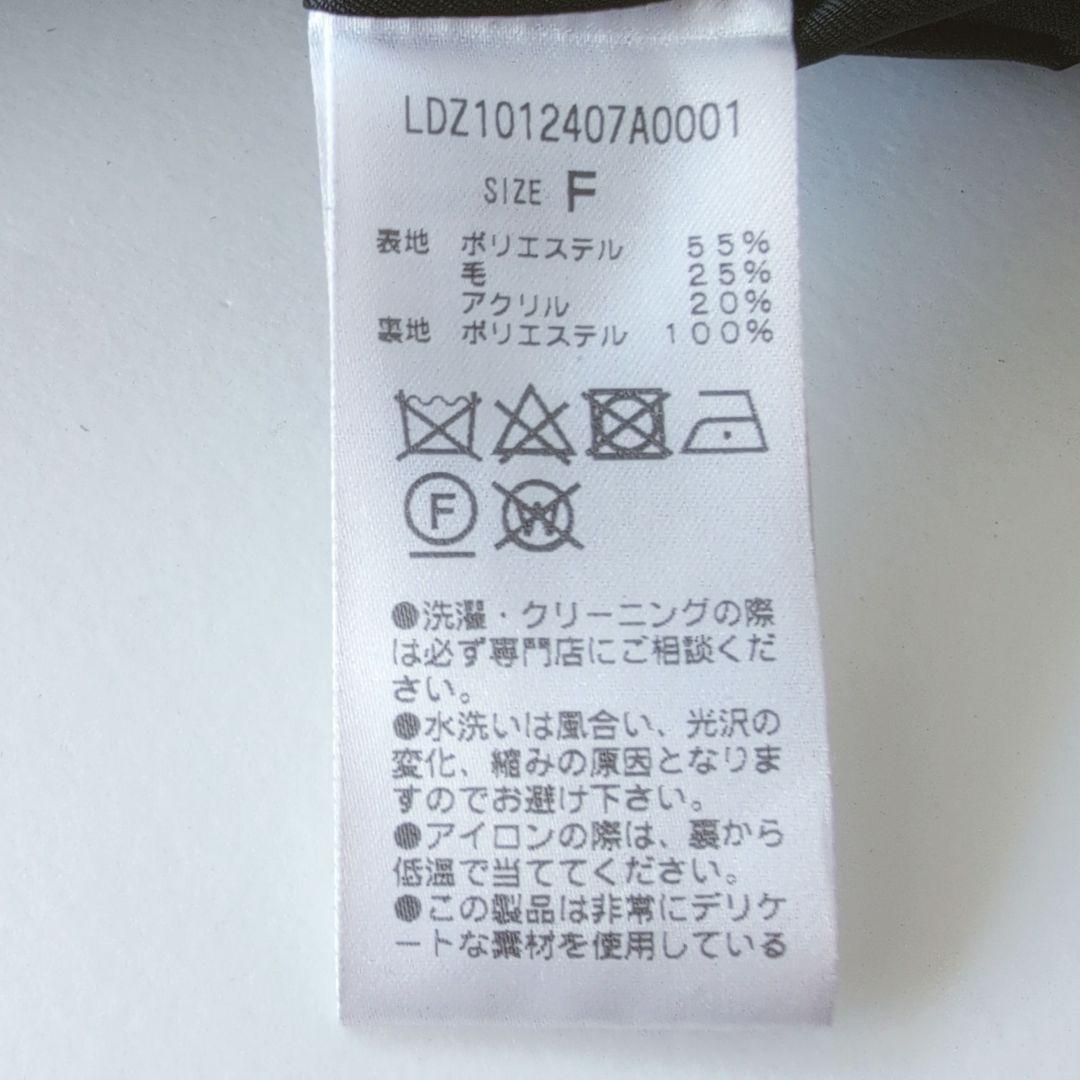 LDZ1012407A0001
SIZE F
表地 ポリエステル 55%
毛 25%
アクリル 20%
裏地 ポリエステル 100%
F
W
●洗濯・クリーニングの際
は必ず専門店にご相談くだ
さい。
●水洗いは風合い、光沢の
変化、縮みの原因となりま
すのでお避け下さい。
●アイロンの際は、裏から
低温で当ててください。
●この製品は非常にデリケ
ートな素材を使用している